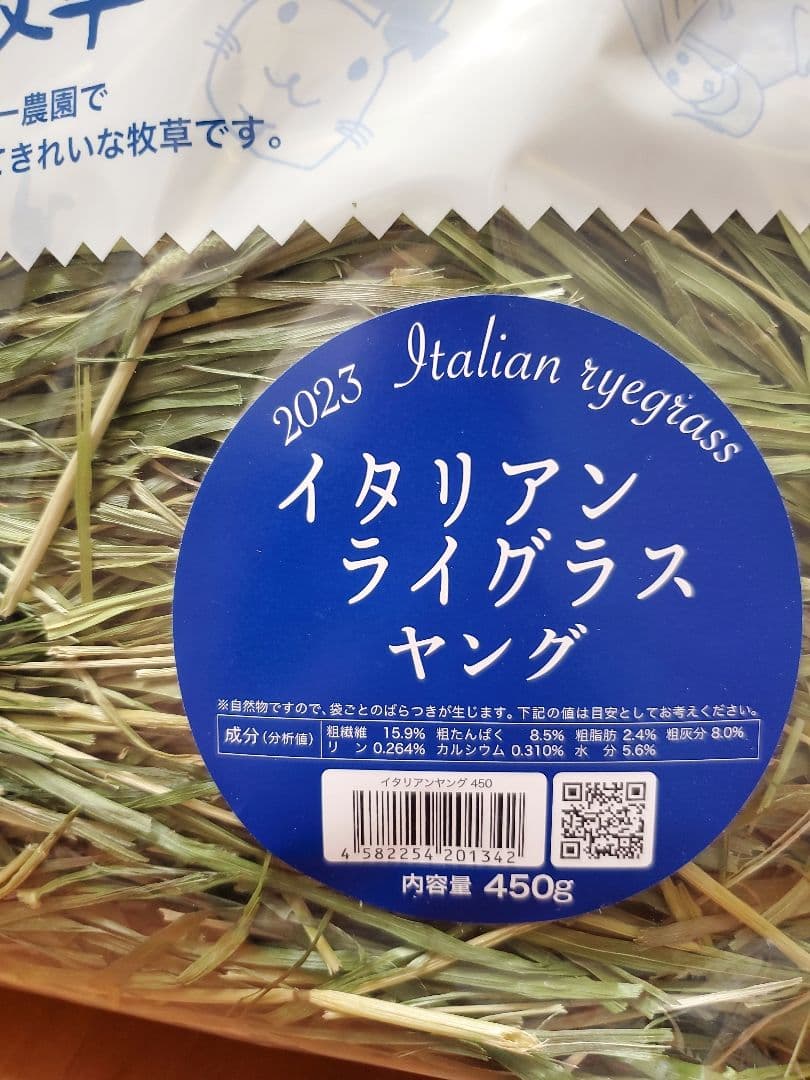 牧草
ー農園で
てきれいな牧草です。
2023 Italian ryegrass
イタリアン
ライグラス
ヤング
※自然物ですので、袋ごとのばらつきが生じます。下記の値は目安としてお考えください。
成分(分析値) 粗繊維 15.9% 粗たんぱく 8.5% 粗脂肪 2.4% 粗灰分 8.0%
リン 0.264% カルシウム 0.310% 水分 5.6%
イタリアンヤング 450
4 582254 201342
内容量 450g